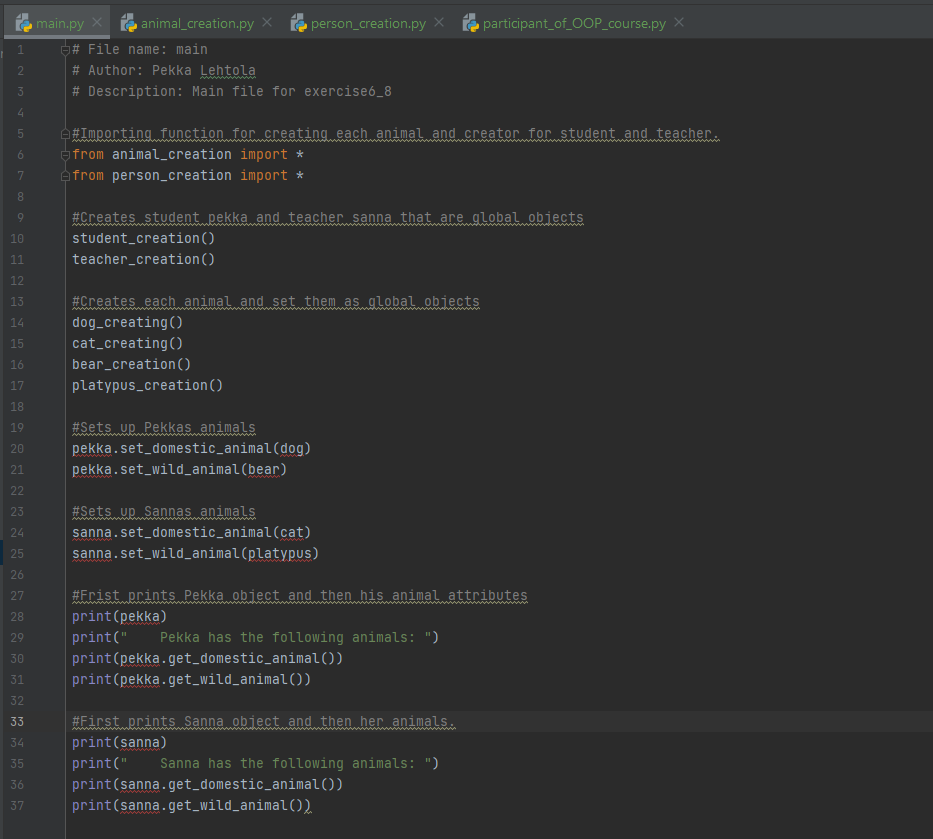 main.py animal_creation.py person_creation.py participant_of_OOP_course.py
1 # File name: main
2 # Author: Pekka Lehtola
3 # Description: Main file for exercise6_8
4
5 #Importing function for creating each animal and creator for student and teacher.
6 from animal_creation import *
7 from person_creation import *
8
9 #Creates student pekka and teacher sanna that are global objects
10 student_creation()
11 teacher_creation()
12
13 #Creates each animal and set them as global objects
14 dog_creating()
15 cat_creating()
16 bear_creation()
17 platypus_creation()
18
19 #Sets up Pekkas animals
20 pekka.set_domestic_animal(dog)
21 pekka.set_wild_animal(bear)
22
23 #Sets up Sannas animals
24 sanna.set_domestic_animal(cat)
25 sanna.set_wild_animal(platypus)
26
27 #Frist prints Pekka object and then his animal attributes
28 print(pekka)
29 print("    Pekka has the following animals: ")
30 print(pekka.get_domestic_animal())
31 print(pekka.get_wild_animal())
32
33 #First prints Sanna object and then her animals.
34 print(sanna)
35 print("    Sanna has the following animals: ")
36 print(sanna.get_domestic_animal())
37 print(sanna.get_wild_animal())